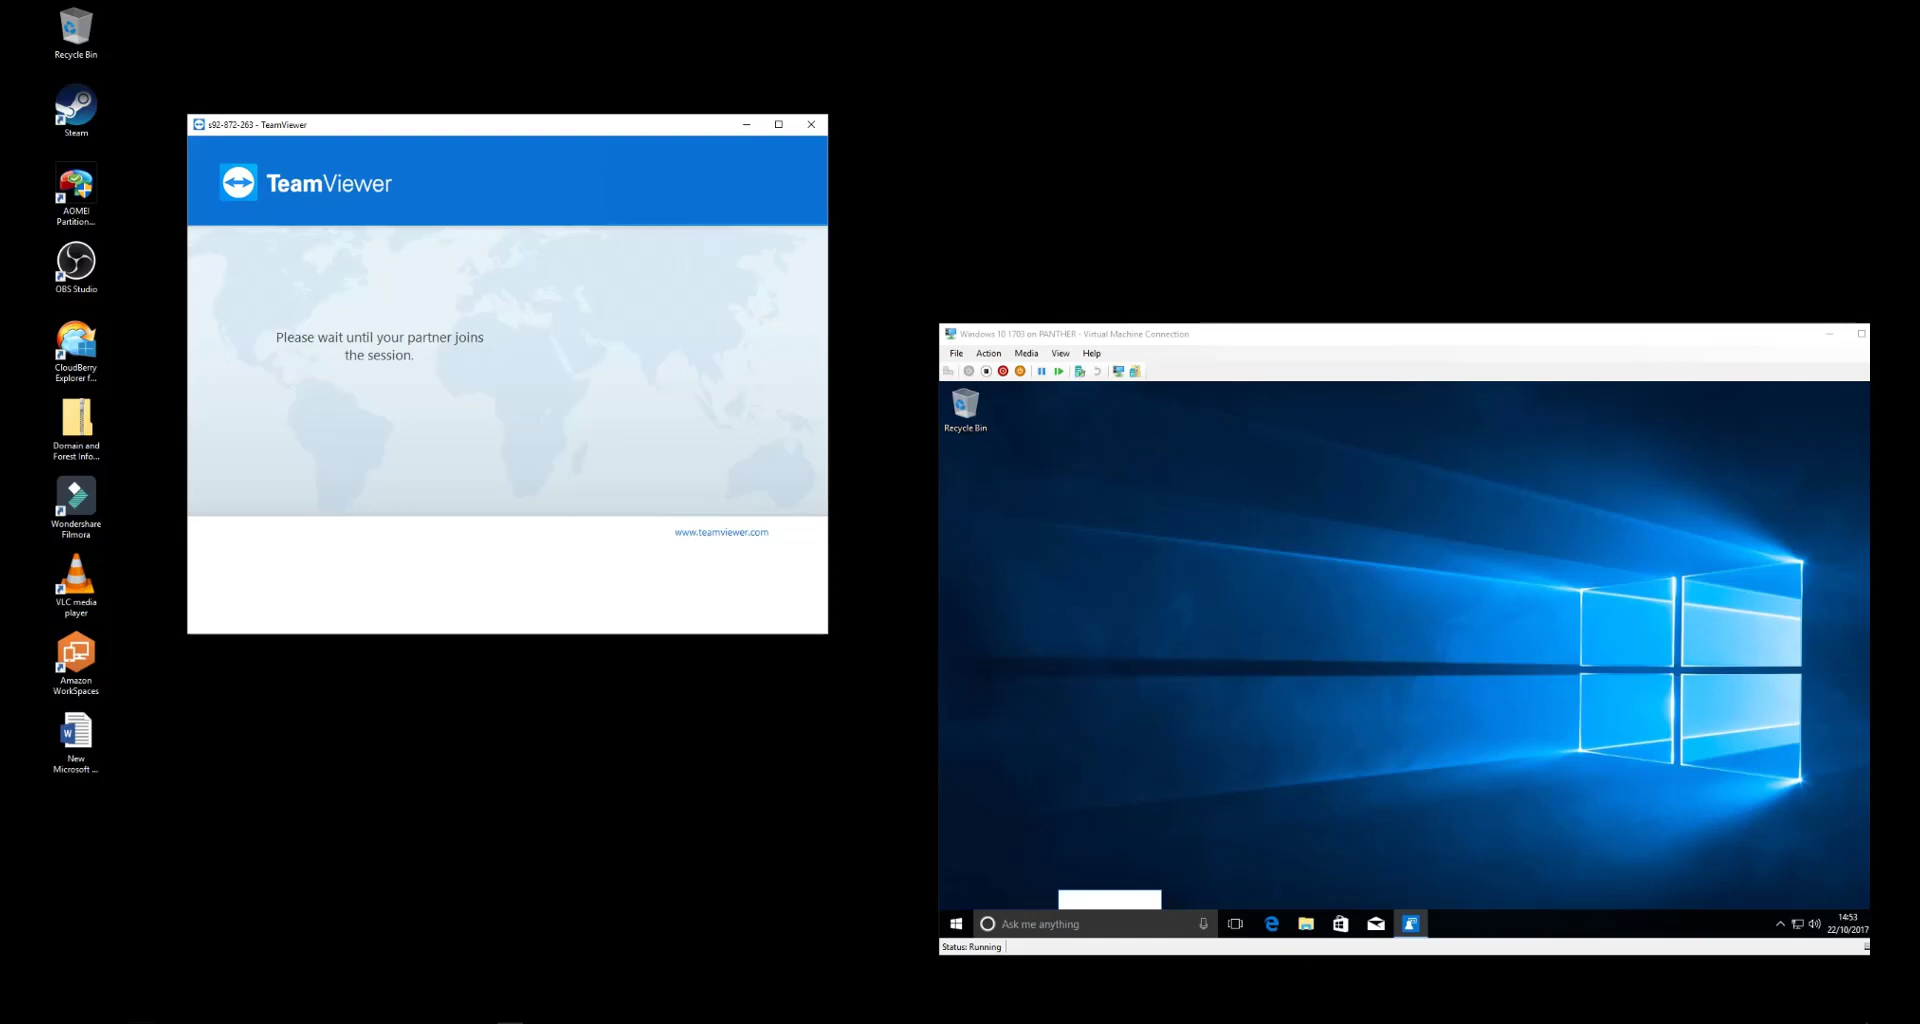 Recycle Bin
Steam
AOMEI
Partition...
OBS Studio
CloudBerry
Explorer f...
Domain and
Forest Info...
Wondershare
Filmora
VLC media
player
Amazon
WorkSpaces
New
Microsoft ...
s92-872-263 - TeamViewer
TeamViewer
Please wait until your partner joins
the session.
www.teamviewer.com
Windows 10 1703 on PANTHER - Virtual Machine Connection
File Action Media View Help
Recycle Bin
Ask me anything
14:53
22/10/2017
Status: Running